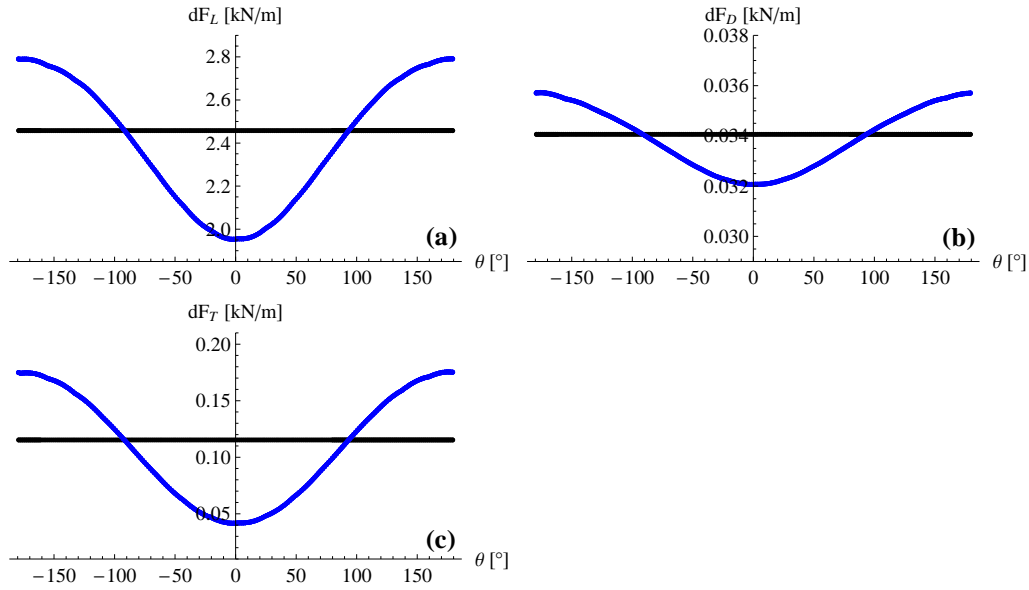 dF_L [kN/m]
2.8
2.6
2.4
2.2
2.0
(a)
θ [°]
−150 −100 −50 0 50 100 150
dF_D [kN/m]
0.038
0.036
0.034
0.032
0.030
(b)
θ [°]
−150 −100 −50 0 50 100 150
dF_T [kN/m]
0.20
0.15
0.10
0.05
(c)
θ [°]
−150 −100 −50 0 50 100 150